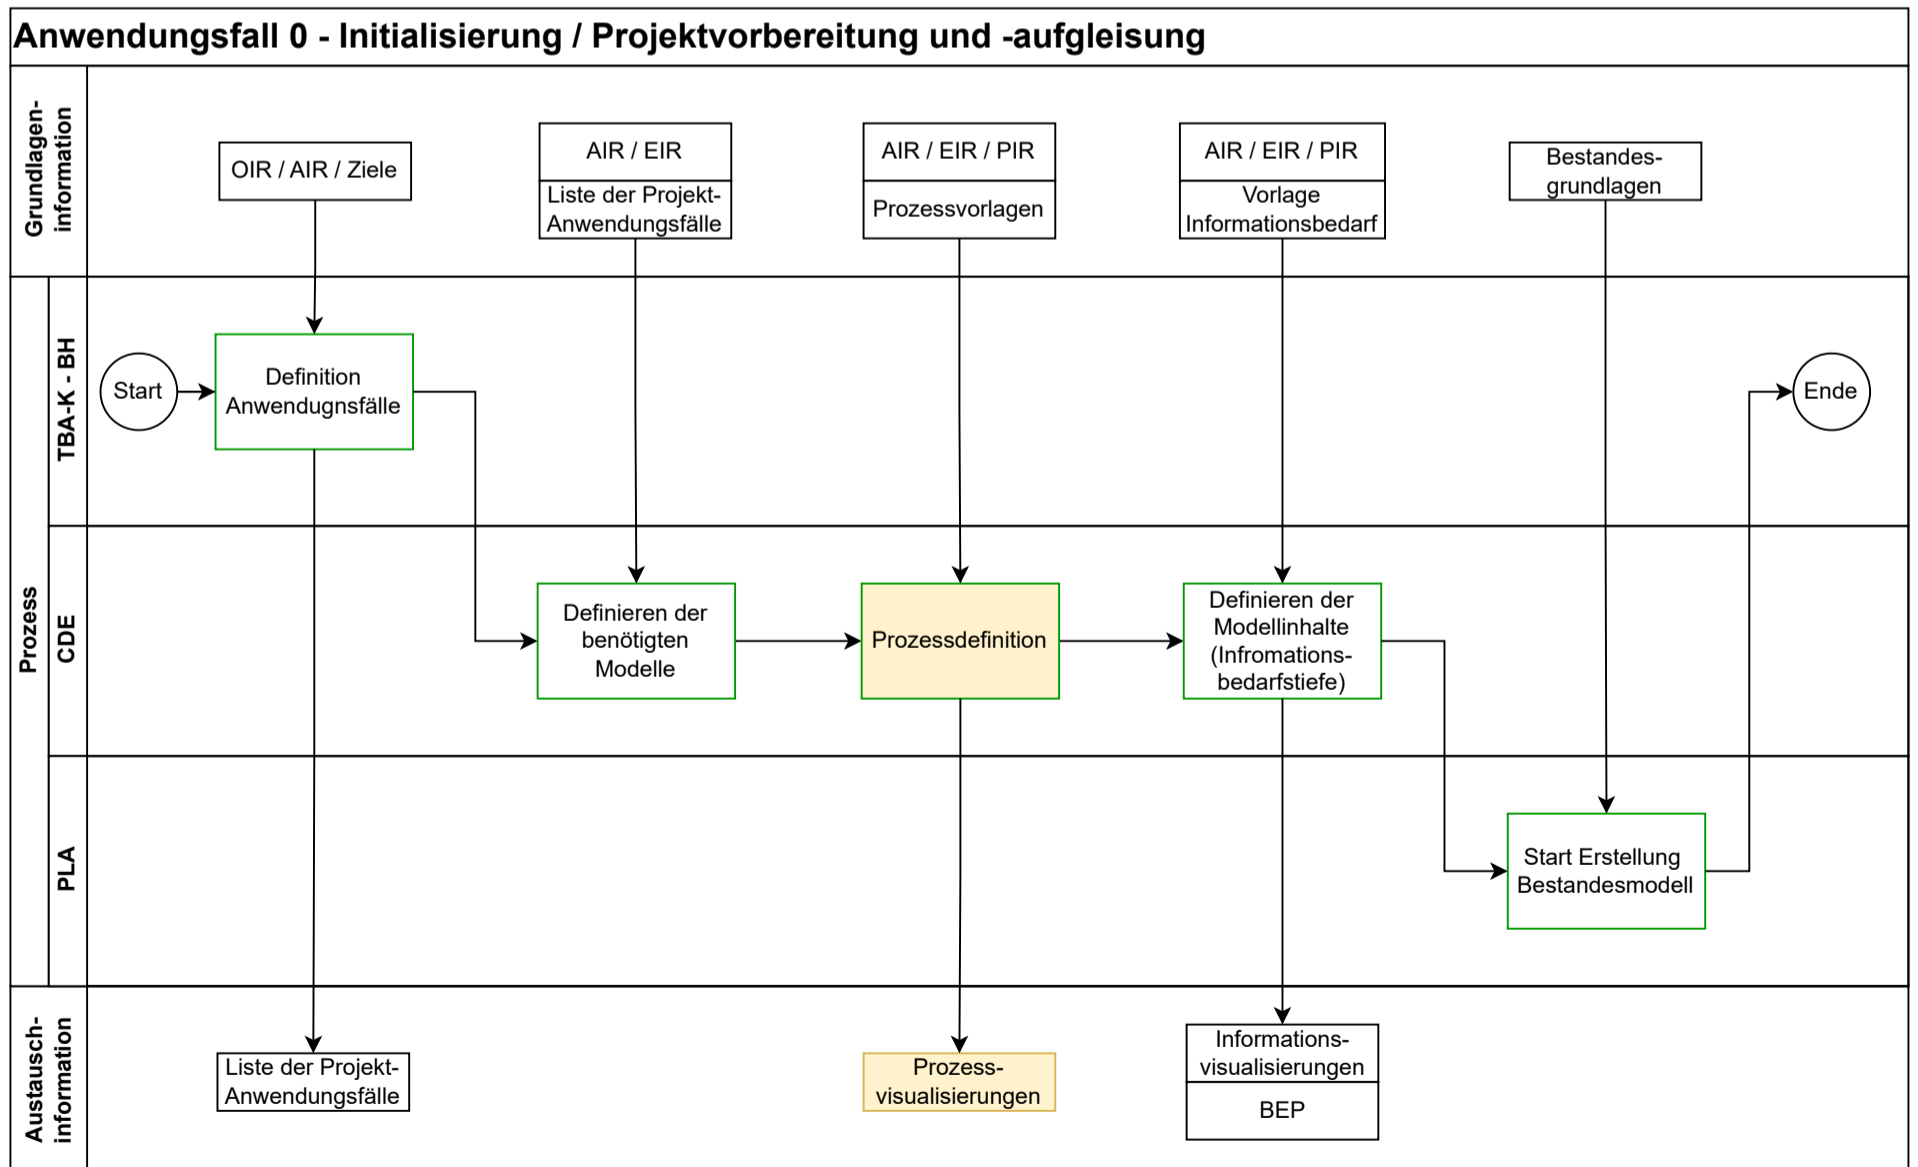 Anwendungsfall 0 - Initialisierung / Projektvorbereitung und -aufgleisung
Grundlagen-
information
OIR / AIR / Ziele
AIR / EIR
Liste der Projekt-
Anwendungsfälle
AIR / EIR / PIR
Prozessvorlagen
AIR / EIR / PIR
Vorlage
Informationsbedarf
Bestandes-
grundlagen
Prozess
TBA-K - BH
Start
Definition
Anwendugnsfälle
Ende
CDE
Definieren der
benötigten
Modelle
Prozessdefinition
Definieren der
Modellinhalte
(Infromations-
bedarfstiefe)
PLA
Start Erstellung
Bestandesmodell
Austausch-
information
Liste der Projekt-
Anwendungsfälle
Prozess-
visualisierungen
Informations-
visualisierungen
BEP